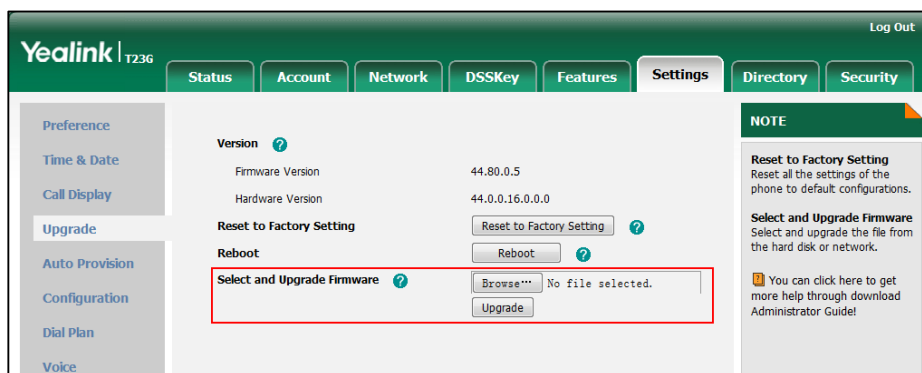 Log Out
Yealink T23G
Status Account Network DSSKey Features Settings Directory Security
Preference
Time & Date
Call Display
Upgrade
Auto Provision
Configuration
Dial Plan
Voice
Version ?
Firmware Version 44.80.0.5
Hardware Version 44.0.0.16.0.0.0
Reset to Factory Setting Reset to Factory Setting ?
Reboot Reboot ?
Select and Upgrade Firmware ? Browse... No file selected.
Upgrade
NOTE
Reset to Factory Setting
Reset all the settings of the
phone to default configurations.
Select and Upgrade Firmware
Select and upgrade the file from
the hard disk or network.
? You can click here to get
more help through download
Administrator Guide!